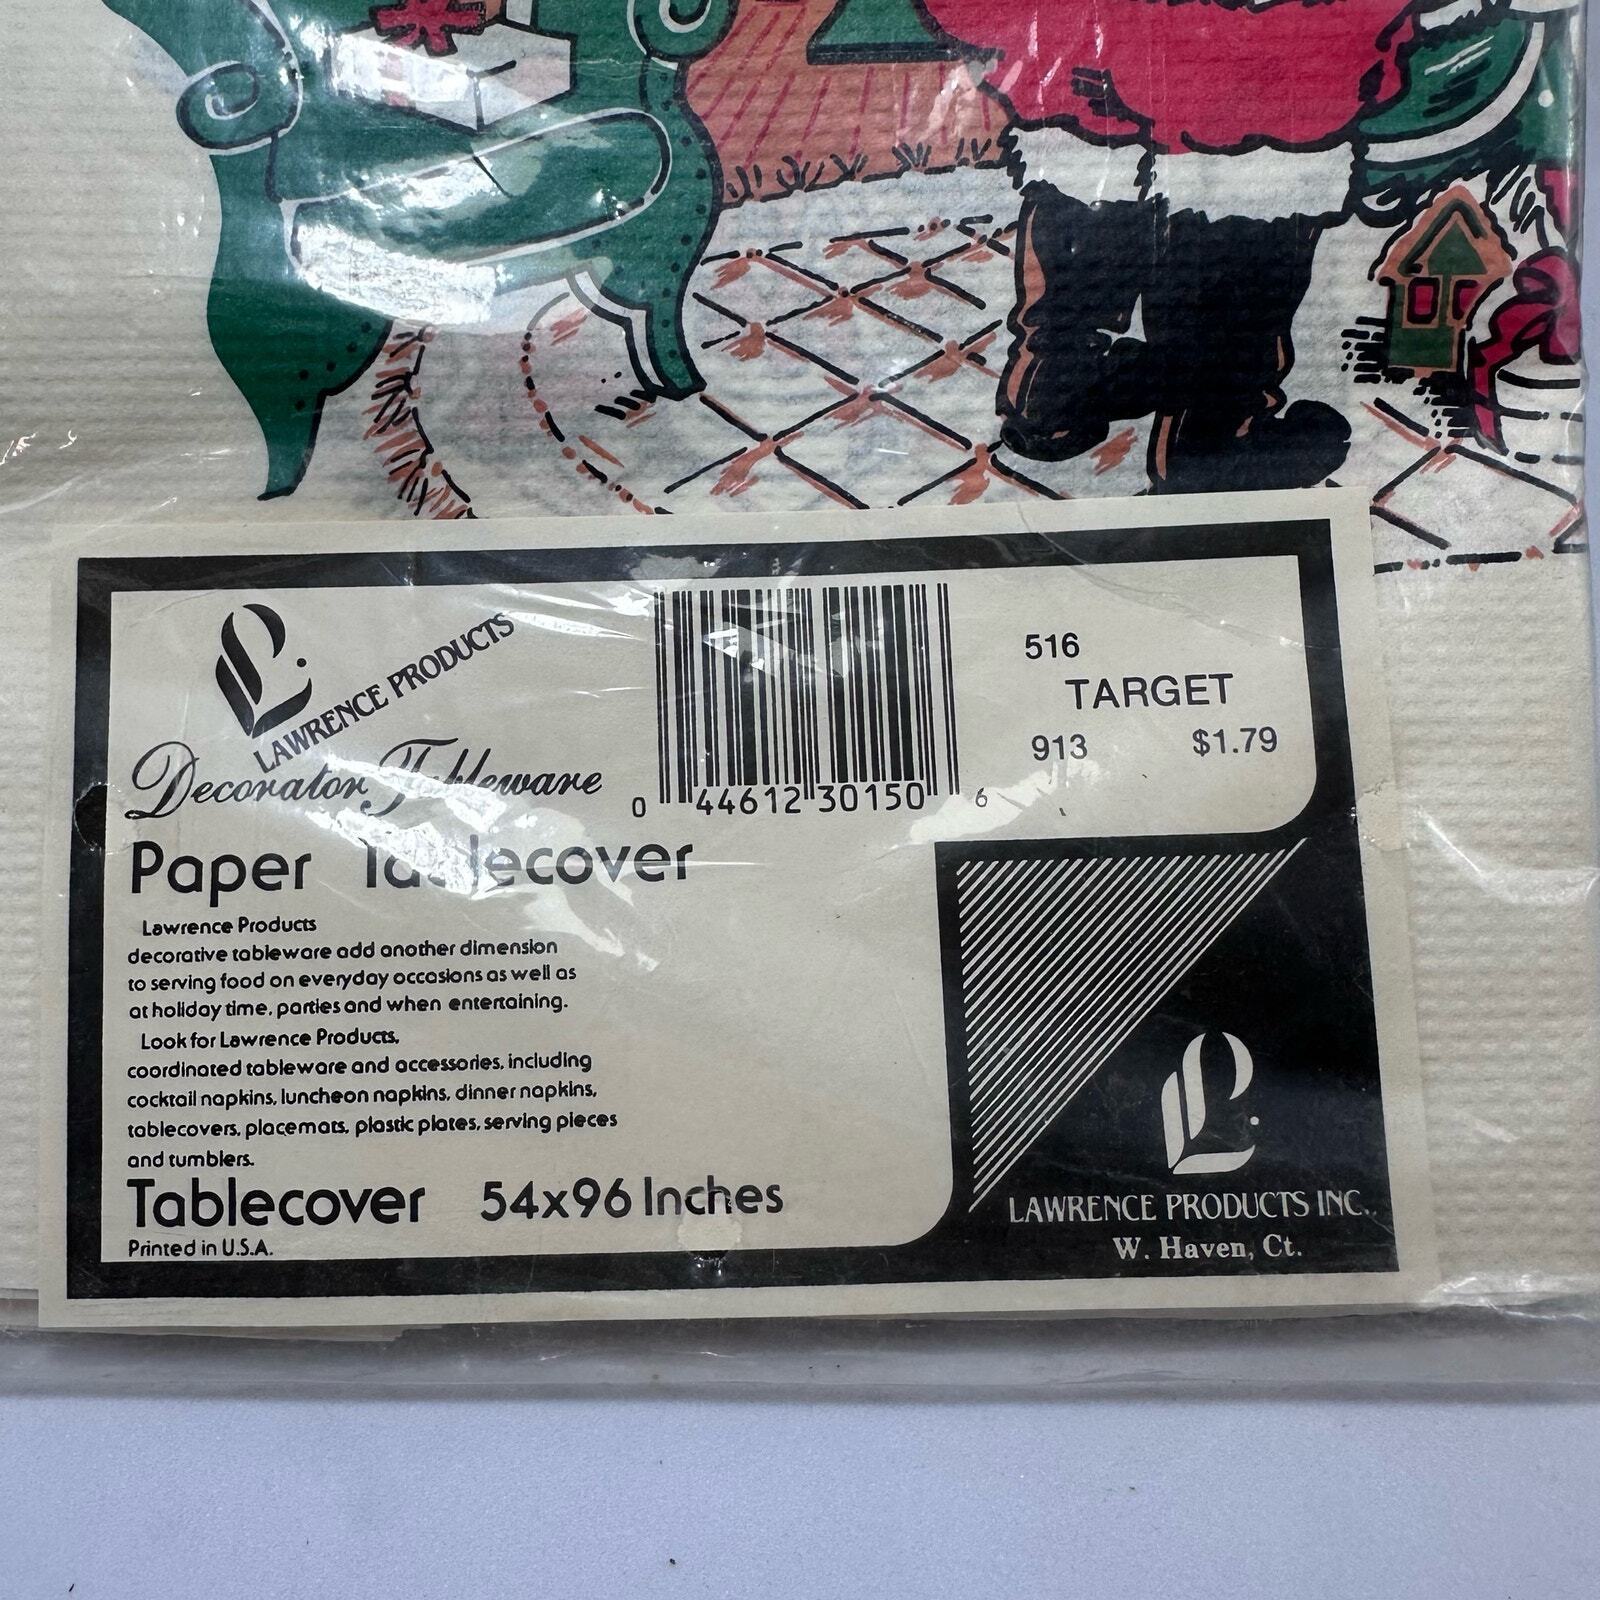 L.P.
LAWRENCE PRODUCTS
Decorator Tableware
0 44612 30150 6
516
TARGET
913 $1.79
Paper Tablecover
Lawrence Products
decorative tableware add another dimension
to serving food on everyday occasions as well as
at holiday time, parties and when entertaining.
Look for Lawrence Products,
coordinated tableware and accessories, including
cocktail napkins, luncheon napkins, dinner napkins,
tablecovers, placemats, plastic plates, serving pieces
and tumblers.
Tablecover 54x96 Inches
Printed in U.S.A.
L.P.
LAWRENCE PRODUCTS INC.,
W. Haven, Ct.